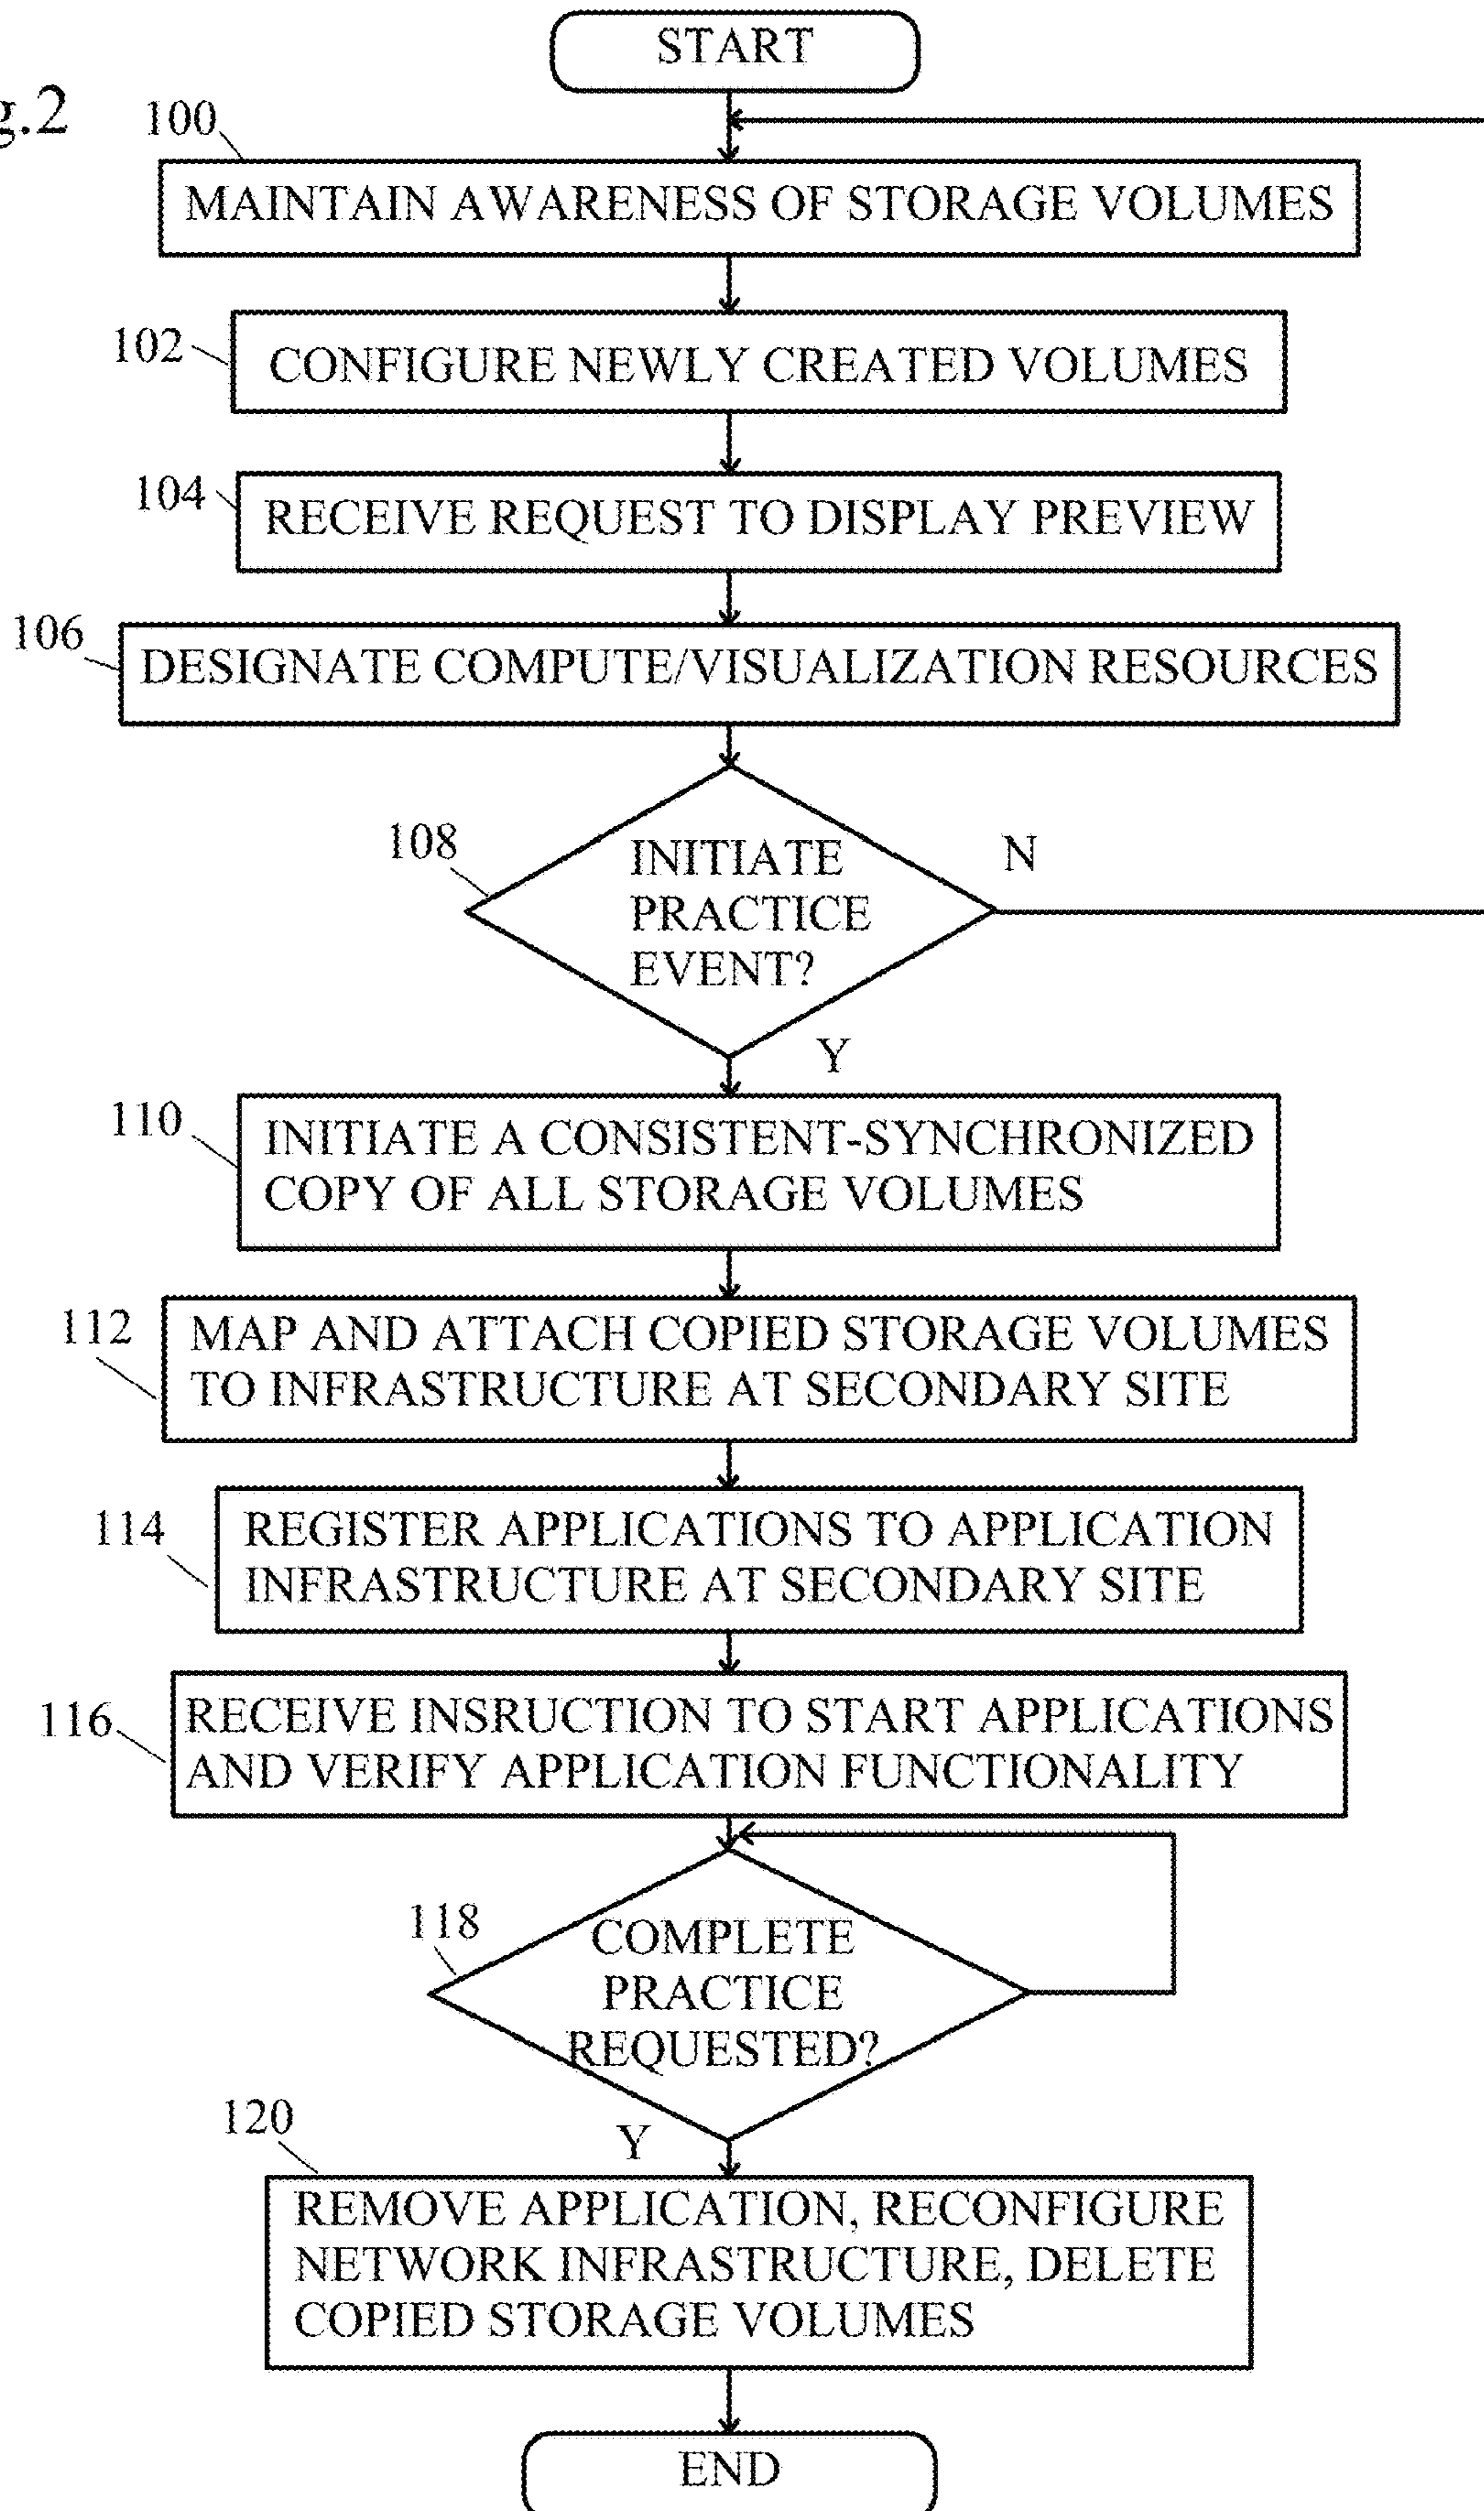 START
g.2
100
MAINTAIN AWARENESS OF STORAGE VOLUMES
102
CONFIGURE NEWLY CREATED VOLUMES
104
RECEIVE REQUEST TO DISPLAY PREVIEW
106
DESIGNATE COMPUTE/VISUALIZATION RESOURCES
108
INITIATE
PRACTICE
EVENT?
N
Y
110
INITIATE A CONSISTENT-SYNCHRONIZED
COPY OF ALL STORAGE VOLUMES
112
MAP AND ATTACH COPIED STORAGE VOLUMES
TO INFRASTRUCTURE AT SECONDARY SITE
114
REGISTER APPLICATIONS TO APPLICATION
INFRASTRUCTURE AT SECONDARY SITE
116
RECEIVE INSRUCTION TO START APPLICATIONS
AND VERIFY APPLICATION FUNCTIONALITY
118
COMPLETE
PRACTICE
REQUESTED?
Y
120
REMOVE APPLICATION, RECONFIGURE
NETWORK INFRASTRUCTURE, DELETE
COPIED STORAGE VOLUMES
END